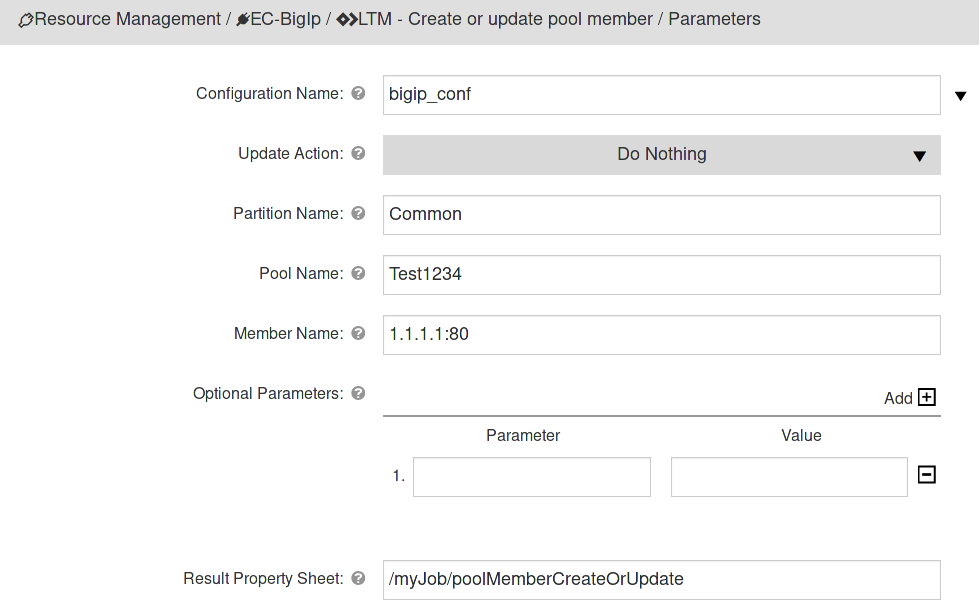 Resource Management / EC-BigIp / LTM - Create or update pool member / Parameters
Configuration Name: bigip_conf
Update Action: Do Nothing
Partition Name: Common
Pool Name: Test1234
Member Name: 1.1.1.1:80
Optional Parameters: Add
Parameter Value
1.
Result Property Sheet: /myJob/poolMemberCreateOrUpdate